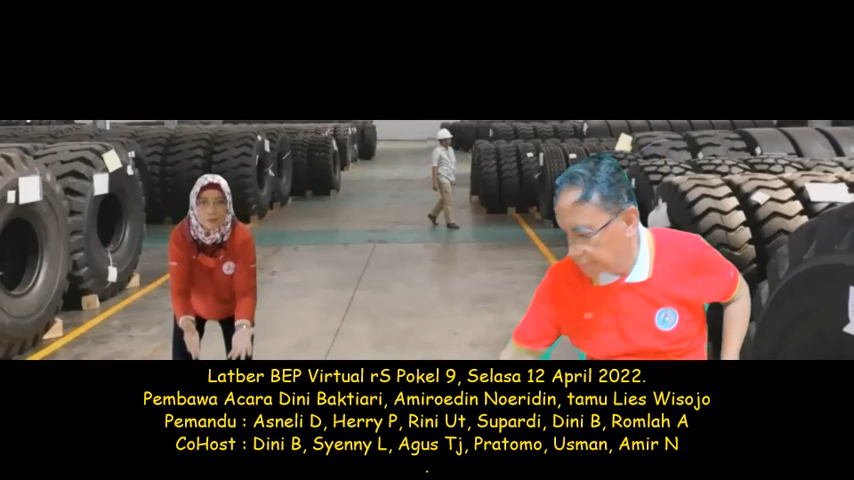 Latber BEP Virtual rS Pokel 9, Selasa 12 April 2022.
Pembawa Acara Dini Baktiari, Amiroedin Noeridin, tamu Lies Wisojo
Pemandu : Asneli D, Herry P, Rini Ut, Supardi, Dini B, Romlah A
CoHost : Dini B, Syenny L, Agus Tj, Pratomo, Usman, Amir N
.